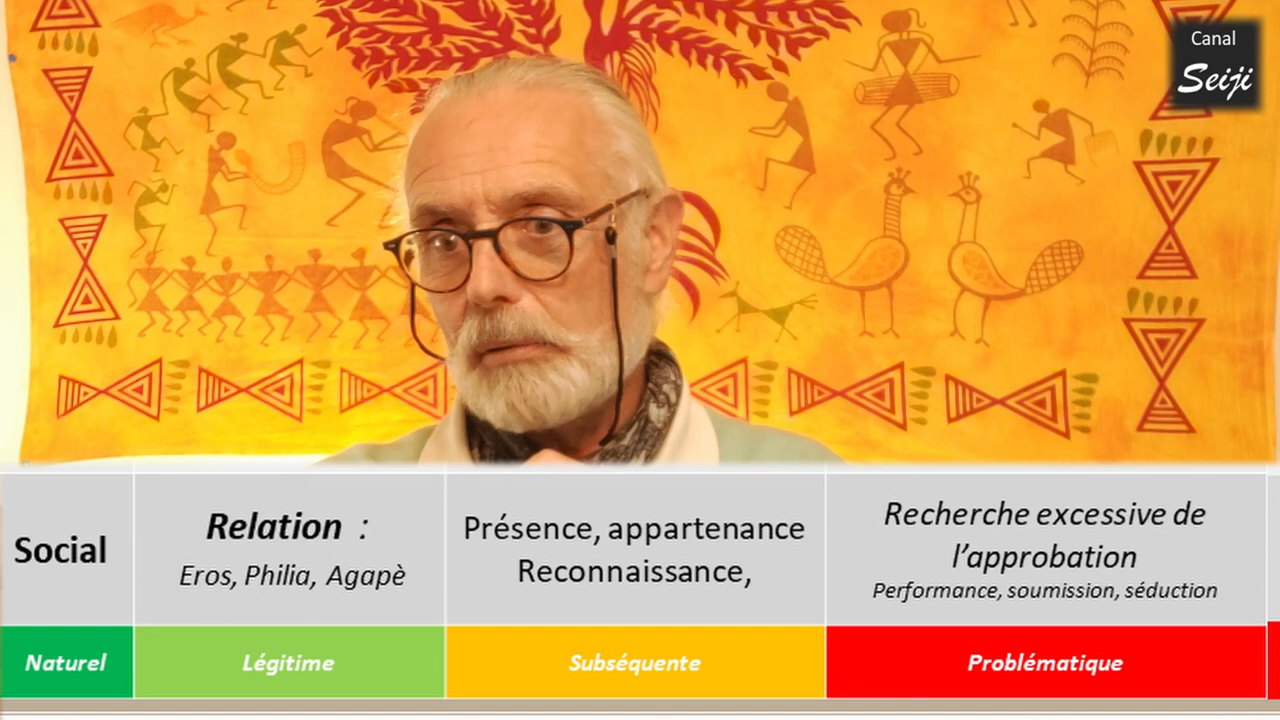 Canal
Seiji
Social
Relation :
Eros, Philia, Agapè
Présence, appartenance
Reconnaissance,
Recherche excessive de
l’approbation
Performance, soumission, séduction
Naturel
Légitime
Subséquente
Problématique